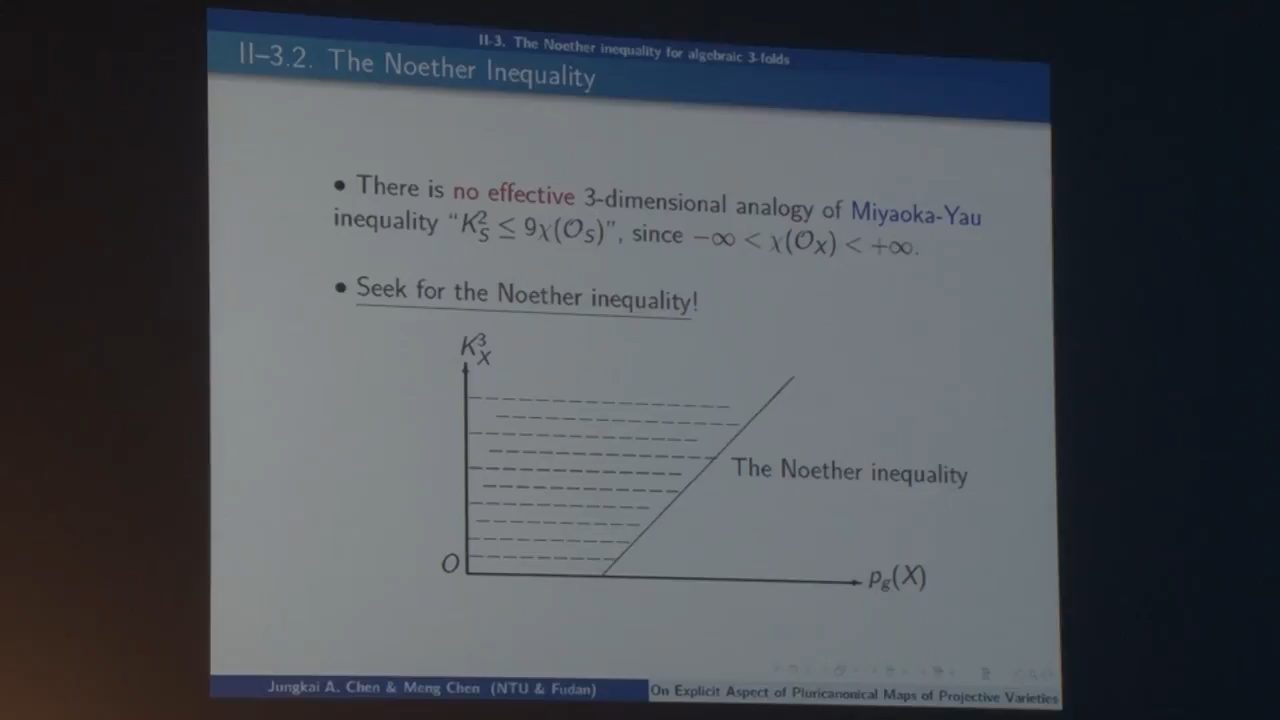 II-3. The Noether inequality for algebraic 3-folds
II–3.2. The Noether Inequality
• There is no effective 3-dimensional analogy of Miyaoka-Yau
inequality “K²_S ≤ 9χ(O_S)”, since −∞ < χ(O_X) < +∞.
• Seek for the Noether inequality!
K³_X
The Noether inequality
O
p_g(X)
Jungkai A. Chen & Meng Chen (NTU & Fudan)
On Explicit Aspect of Pluricanonical Maps of Projective Varieties